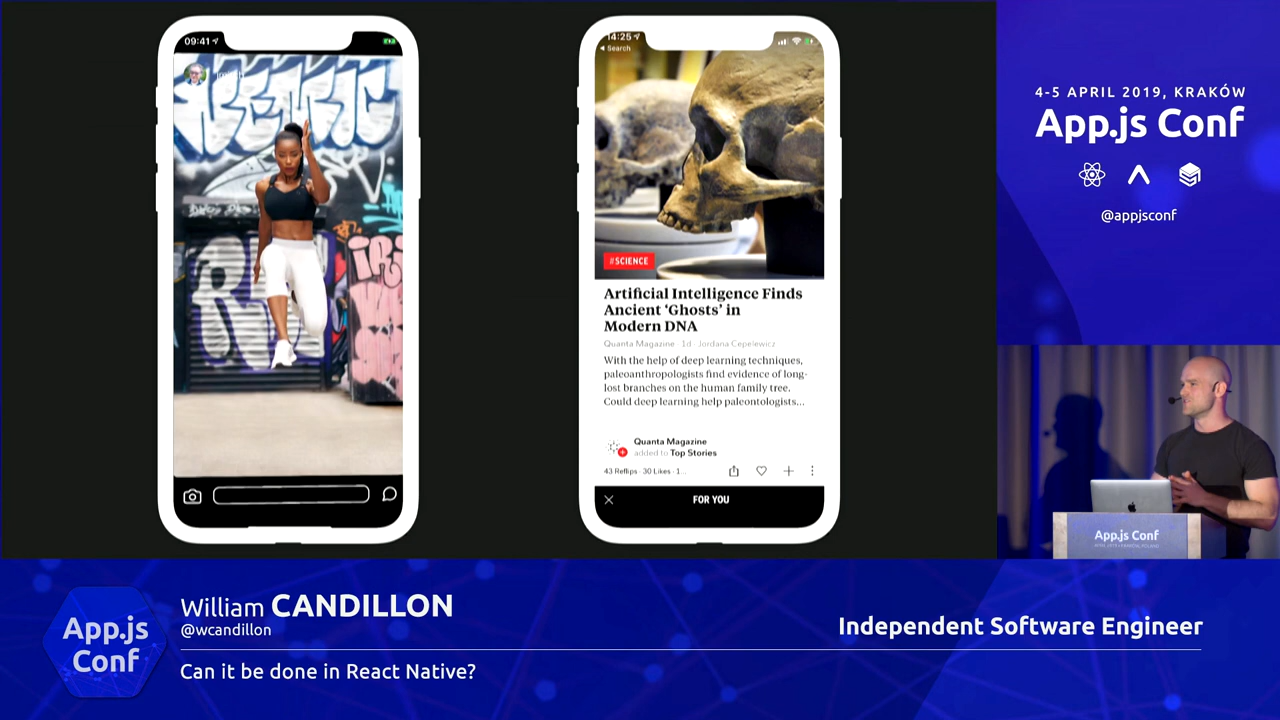 09:41
14:25
Search
#SCIENCE
Artificial Intelligence Finds
Ancient ‘Ghosts’ in
Modern DNA
Quanta Magazine · 1d · Jordana Cepelewicz
With the help of deep learning techniques,
paleoanthropologists find evidence of long-
lost branches on the human family tree.
Could deep learning help paleontologists...
Quanta Magazine
added to Top Stories
43 Reflips · 30 Likes · 1...
FOR YOU
4-5 APRIL 2019, KRAKÓW
App.js Conf
@appjsconf
App.js Conf
App.js
Conf
William CANDILLON
@wcandillon
Can it be done in React Native?
Independent Software Engineer